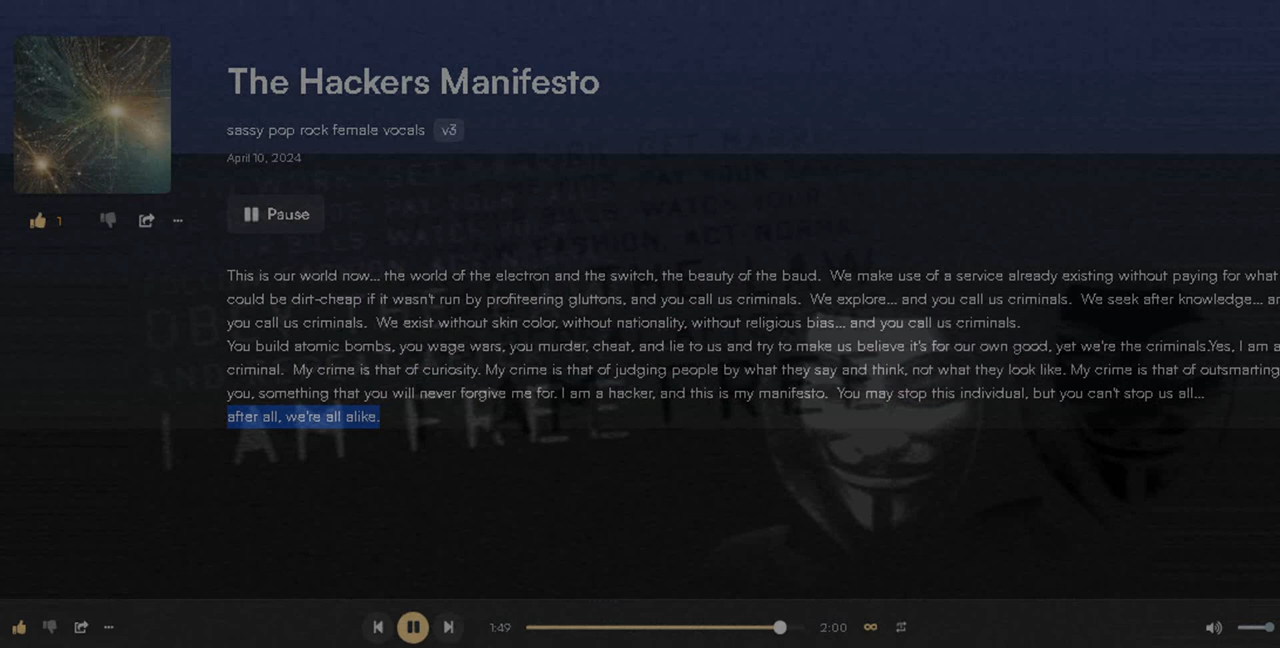 The Hackers Manifesto
sassy pop rock female vocals v3
April 10, 2024
1
Pause
This is our world now... the world of the electron and the switch, the beauty of the baud. We make use of a service already existing without paying for what
could be dirt-cheap if it wasn't run by profiteering gluttons, and you call us criminals. We explore... and you call us criminals. We seek after knowledge... an
you call us criminals. We exist without skin color, without nationality, without religious bias... and you call us criminals.
You build atomic bombs, you wage wars, you murder, cheat, and lie to us and try to make us believe it's for our own good, yet we're the criminals.Yes, I am a
criminal. My crime is that of curiosity. My crime is that of judging people by what they say and think, not what they look like. My crime is that of outsmarting
you, something that you will never forgive me for. I am a hacker, and this is my manifesto. You may stop this individual, but you can't stop us all...
after all, we're all alike.
I AM FREE
1:49 2:00